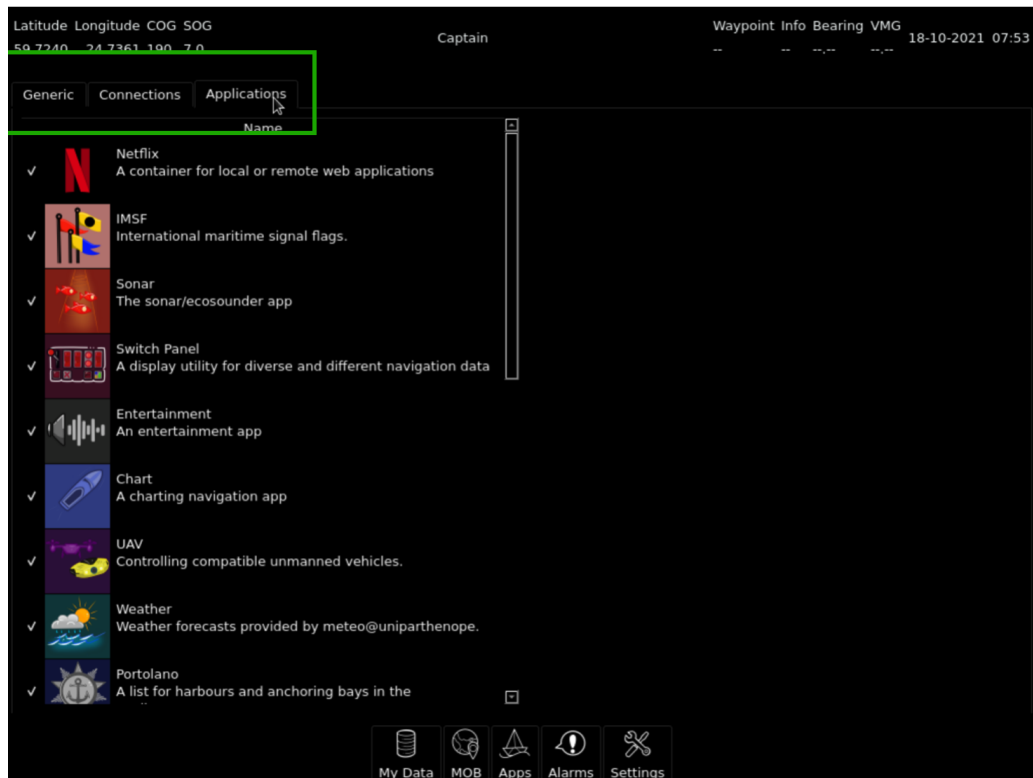 Latitude Longitude COG SOG
Waypoint Info Bearing VMG
59.7240 24.7361 190 7.0
Captain
-- -- --.-- --.--
18-10-2021 07:53
Generic Connections Applications
Name
Netflix
A container for local or remote web applications
IMSF
International maritime signal flags.
Sonar
The sonar/ecosounder app
Switch Panel
A display utility for diverse and different navigation data
Entertainment
An entertainment app
Chart
A charting navigation app
UAV
Controlling compatible unmanned vehicles.
Weather
Weather forecasts provided by meteo@uniparthenope.
Portolano
A list for harbours and anchoring bays in the
My Data MOB Apps Alarms Settings